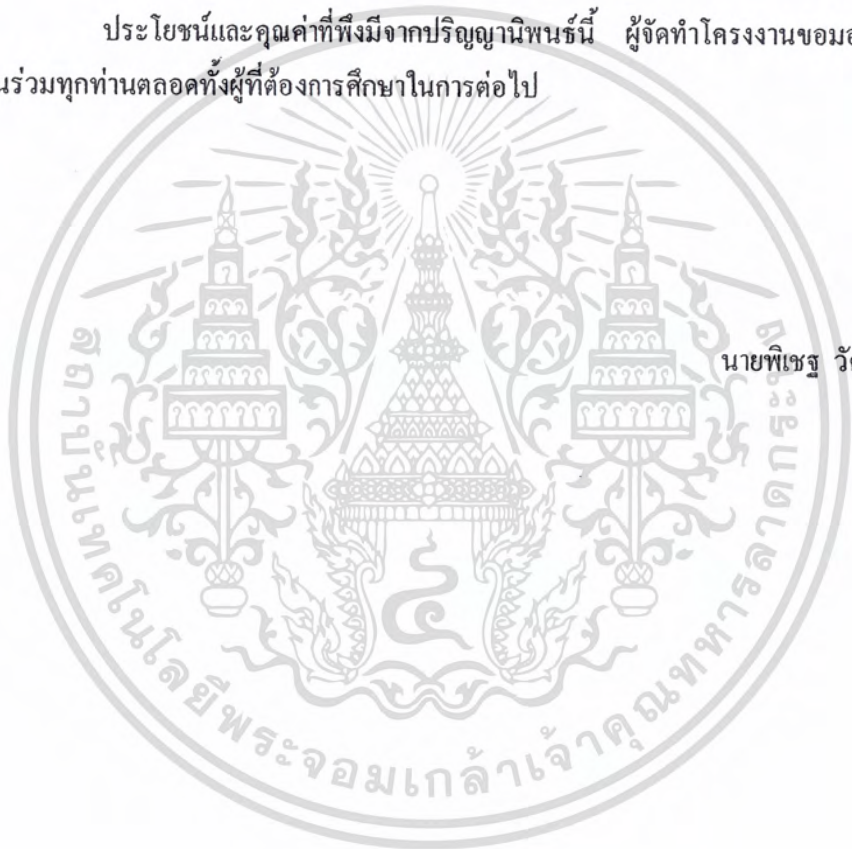 ประโยชน์และคุณค่าที่พึงมีจากปริญญานิพนธ์นี้ ผู้จัดทำโครงงานขอมอ
นร่วมทุกท่านตลอดทั้งผู้ที่ต้องการศึกษาในการต่อไป
นายพิเชฐ วั
สถาบันเทคโนโลยีพระจอมเกล้าเจ้าคุณทหารลาดกระบัง
๔